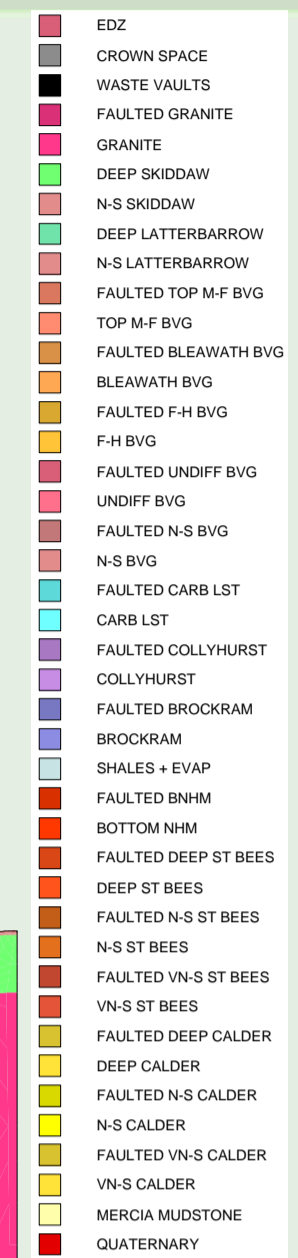 EDZ
CROWN SPACE
WASTE VAULTS
FAULTED GRANITE
GRANITE
DEEP SKIDDAW
N-S SKIDDAW
DEEP LATTERBARROW
N-S LATTERBARROW
FAULTED TOP M-F BVG
TOP M-F BVG
FAULTED BLEAWATH BVG
BLEAWATH BVG
FAULTED F-H BVG
F-H BVG
FAULTED UNDIFF BVG
UNDIFF BVG
FAULTED N-S BVG
N-S BVG
FAULTED CARB LST
CARB LST
FAULTED COLLYHURST
COLLYHURST
FAULTED BROCKRAM
BROCKRAM
SHALES + EVAP
FAULTED BNHM
BOTTOM NHM
FAULTED DEEP ST BEES
DEEP ST BEES
FAULTED N-S ST BEES
N-S ST BEES
FAULTED VN-S ST BEES
VN-S ST BEES
FAULTED DEEP CALDER
DEEP CALDER
FAULTED N-S CALDER
N-S CALDER
FAULTED VN-S CALDER
VN-S CALDER
MERCIA MUDSTONE
QUATERNARY